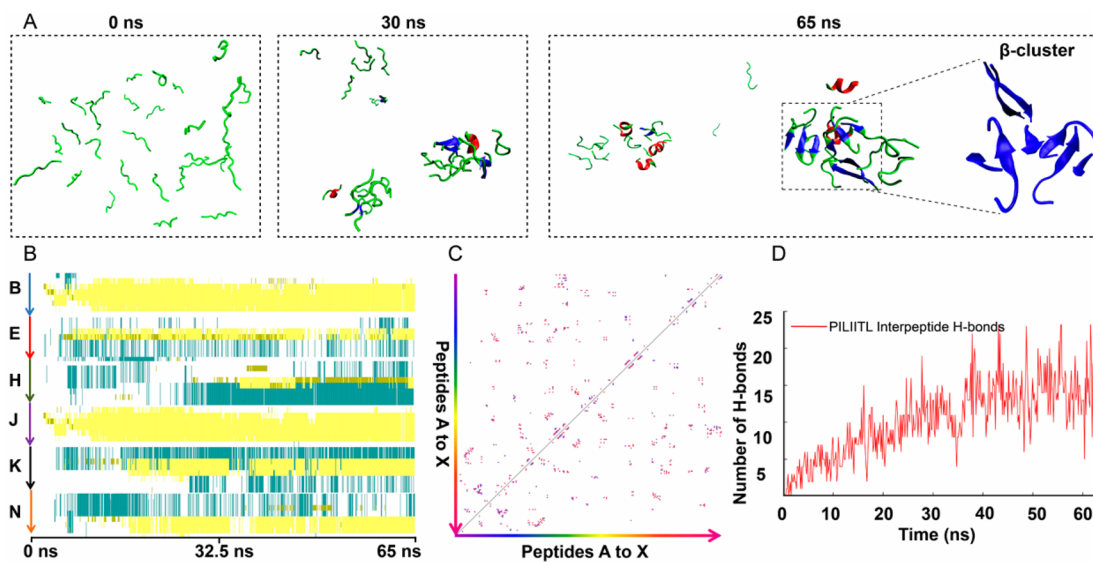 A
0 ns
30 ns
65 ns
β-cluster
B
B
E
H
J
K
N
0 ns
32.5 ns
65 ns
C
Peptides A to X
Peptides A to X
D
PILIITL Interpeptide H-bonds
Number of H-bonds
25
20
15
10
5
0
10
20
30
40
50
60
Time (ns)